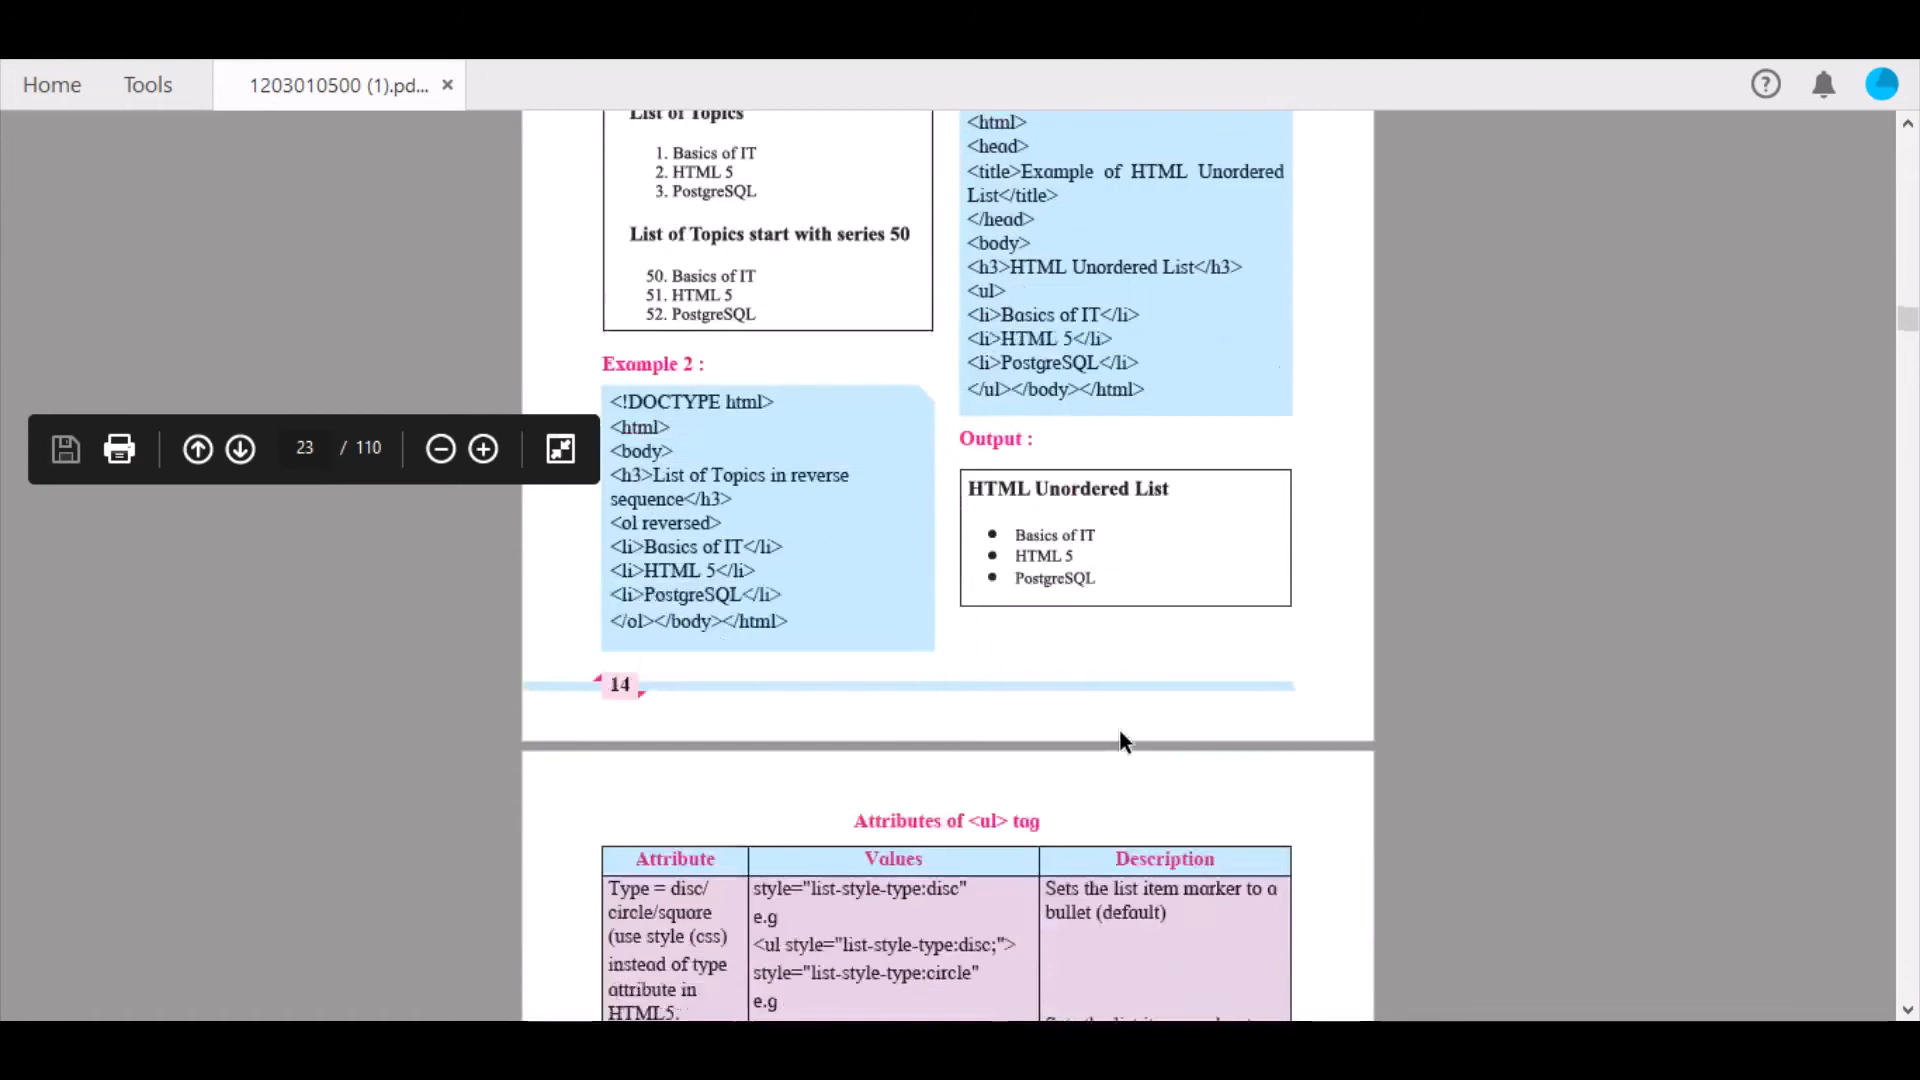 Home
Tools
1203010500 (1).pd...
List of Topics
1. Basics of IT
2. HTML 5
3. PostgreSQL
List of Topics start with series 50
50. Basics of IT
51. HTML 5
52. PostgreSQL
Example 2 :
<!DOCTYPE html>
<html>
<body>
<h3>List of Topics in reverse
sequence</h3>
<ol reversed>
<li>Basics of IT</li>
<li>HTML 5</li>
<li>PostgreSQL</li>
</ol></body></html>
14
<html>
<head>
<title>Example of HTML Unordered
List</title>
</head>
<body>
<h3>HTML Unordered List</h3>
<ul>
<li>Basics of IT</li>
<li>HTML 5</li>
<li>PostgreSQL</li>
</ul></body></html>
Output :
HTML Unordered List
Basics of IT
HTML 5
PostgreSQL
23 / 110
Attributes of <ul> tag
Attribute
Values
Description
Type = disc/
circle/square
(use style (css)
instead of type
attribute in
HTML5.
style="list-style-type:disc"
e.g
<ul style="list-style-type:disc;">
style="list-style-type:circle"
e.g
Sets the list item marker to a
bullet (default)